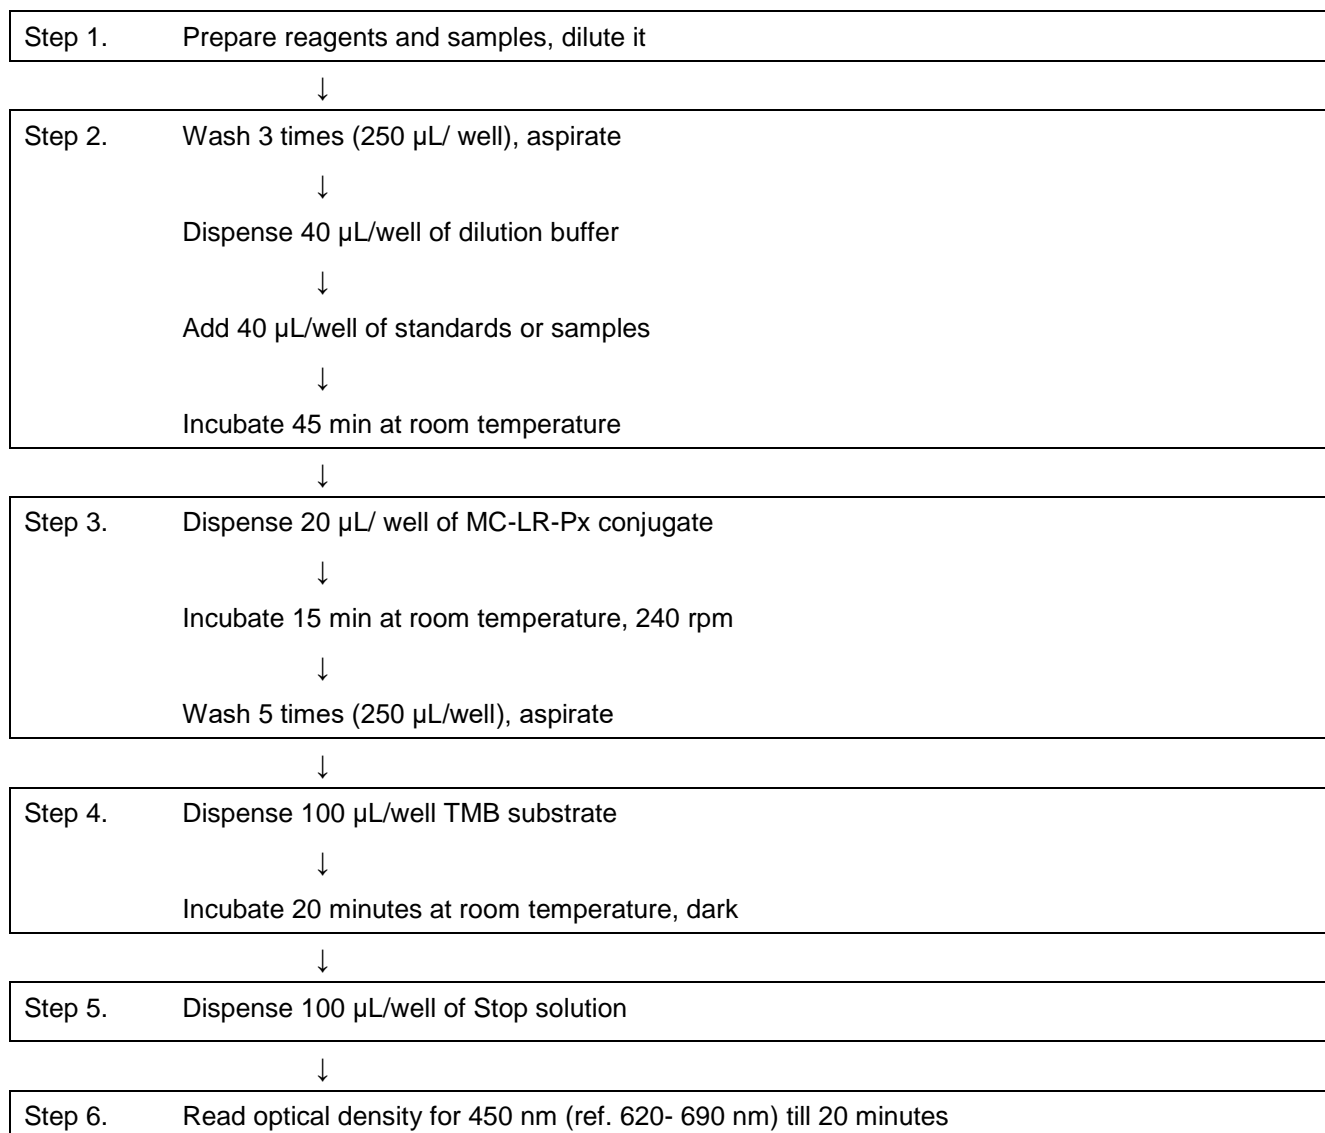 Step 1. Prepare reagents and samples, dilute it
↓
Step 2. Wash 3 times (250 µL/ well), aspirate
↓
Dispense 40 µL/well of dilution buffer
↓
Add 40 µL/well of standards or samples
↓
Incubate 45 min at room temperature
↓
Step 3. Dispense 20 µL/ well of MC-LR-Px conjugate
↓
Incubate 15 min at room temperature, 240 rpm
↓
Wash 5 times (250 µL/well), aspirate
↓
Step 4. Dispense 100 µL/well TMB substrate
↓
Incubate 20 minutes at room temperature, dark
↓
Step 5. Dispense 100 µL/well of Stop solution
↓
Step 6. Read optical density for 450 nm (ref. 620- 690 nm) till 20 minutes